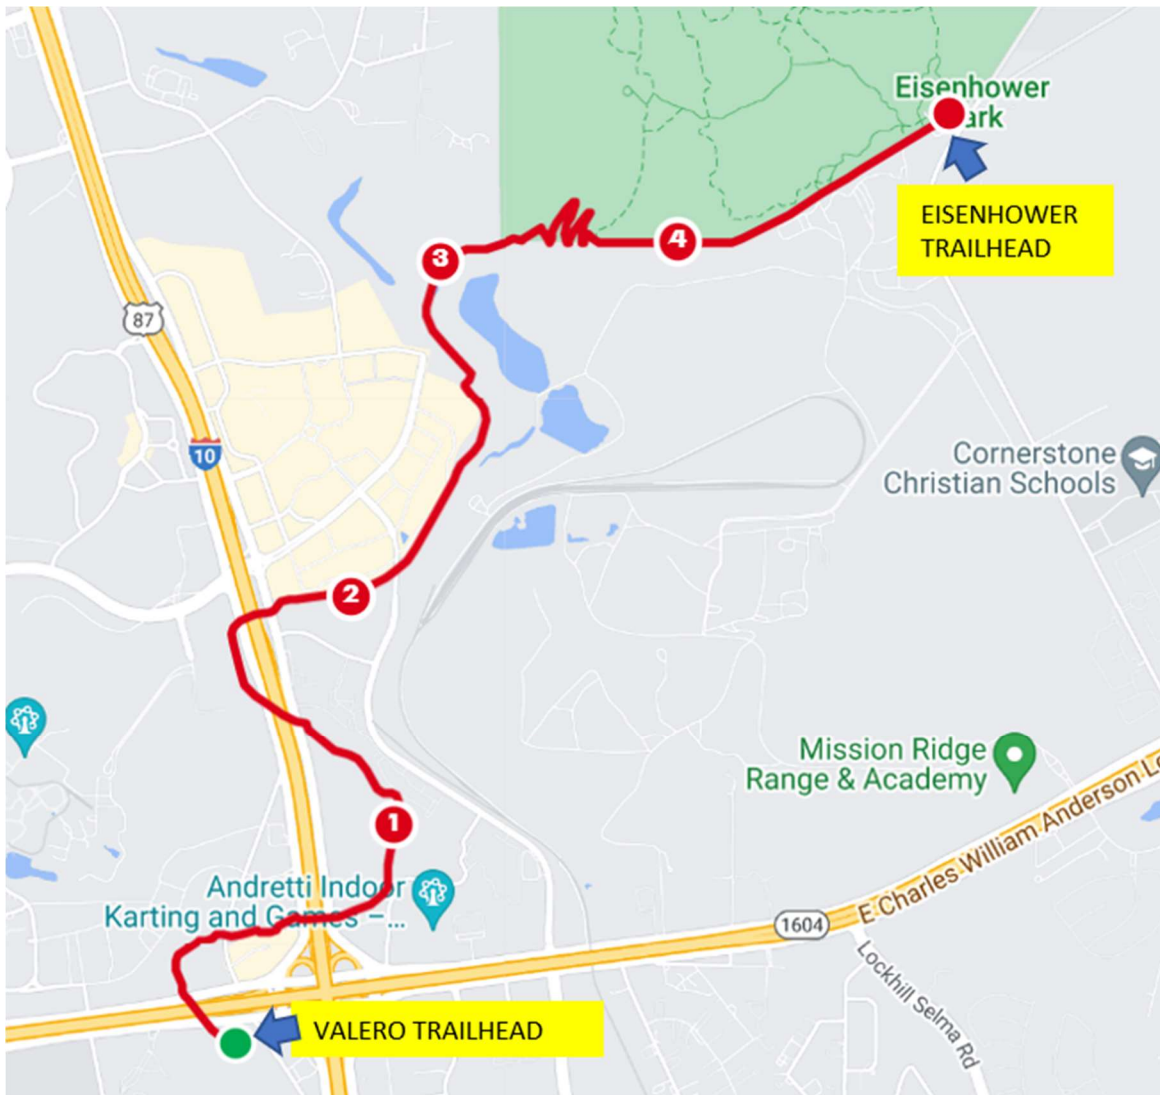 Eisenhower
ark
EISENHOWER
TRAILHEAD
4
3
87
10
Cornerstone
Christian Schools
2
Mission Ridge
Range & Academy
1
Andretti Indoor
Karting and Games –...
1604
E Charles William Anderson Lo
Lockhill Selma Rd
VALERO TRAILHEAD